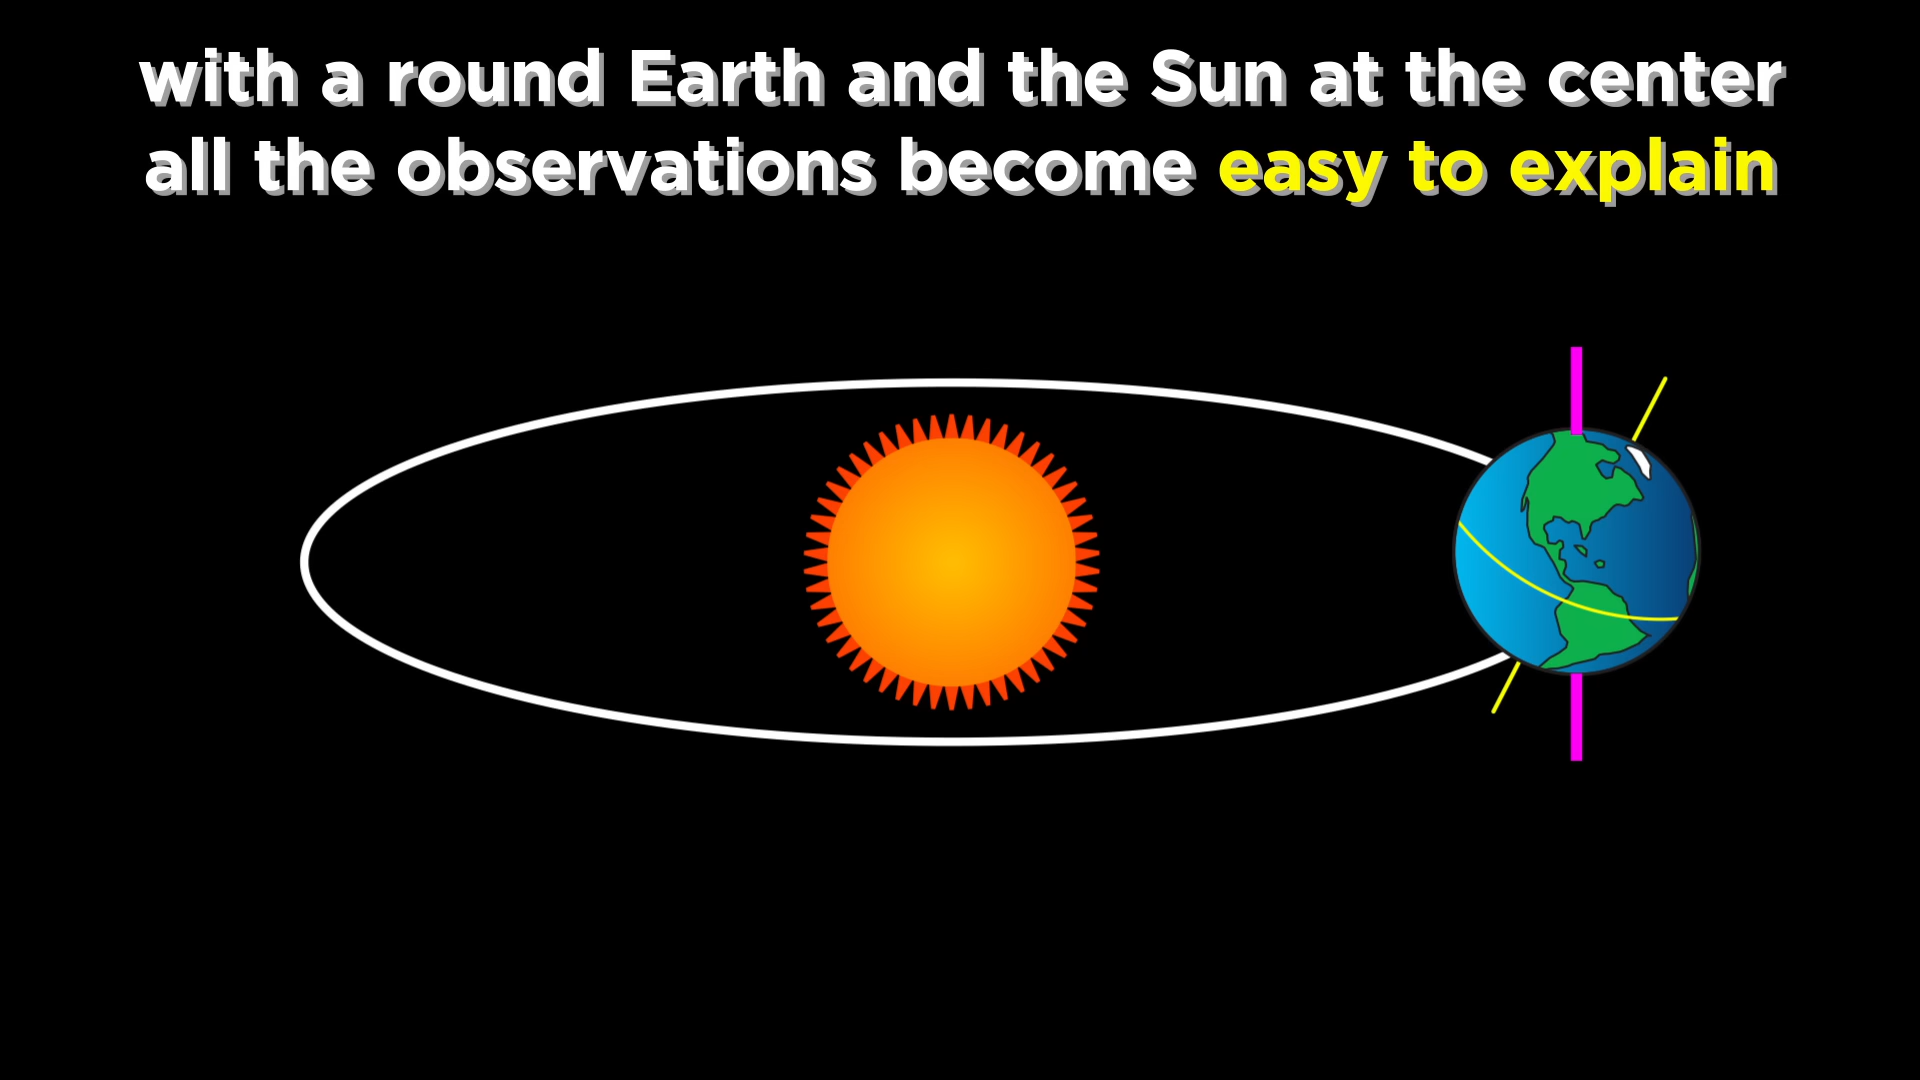 with a round Earth and the Sun at the center
all the observations become easy to explain